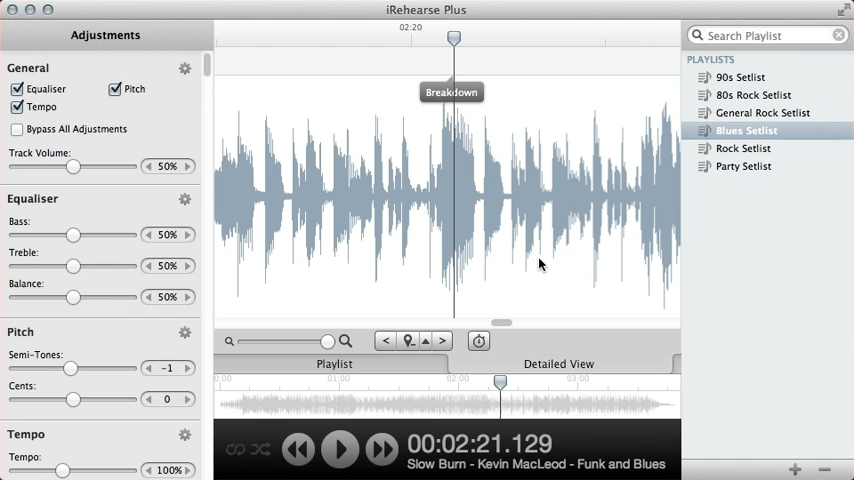 iRehearse Plus
Adjustments
General
Equaliser
Pitch
Tempo
Bypass All Adjustments
Track Volume:
50%
Equaliser
Bass:
50%
Treble:
50%
Balance:
50%
Pitch
Semi-Tones:
-1
Cents:
0
Tempo
Tempo:
100%
02:20
Breakdown
Playlist
Detailed View
0:00
01:00
02:00
03:00
00:02:21.129
Slow Burn - Kevin MacLeod - Funk and Blues
Search Playlist
PLAYLISTS
90s Setlist
80s Rock Setlist
General Rock Setlist
Blues Setlist
Rock Setlist
Party Setlist